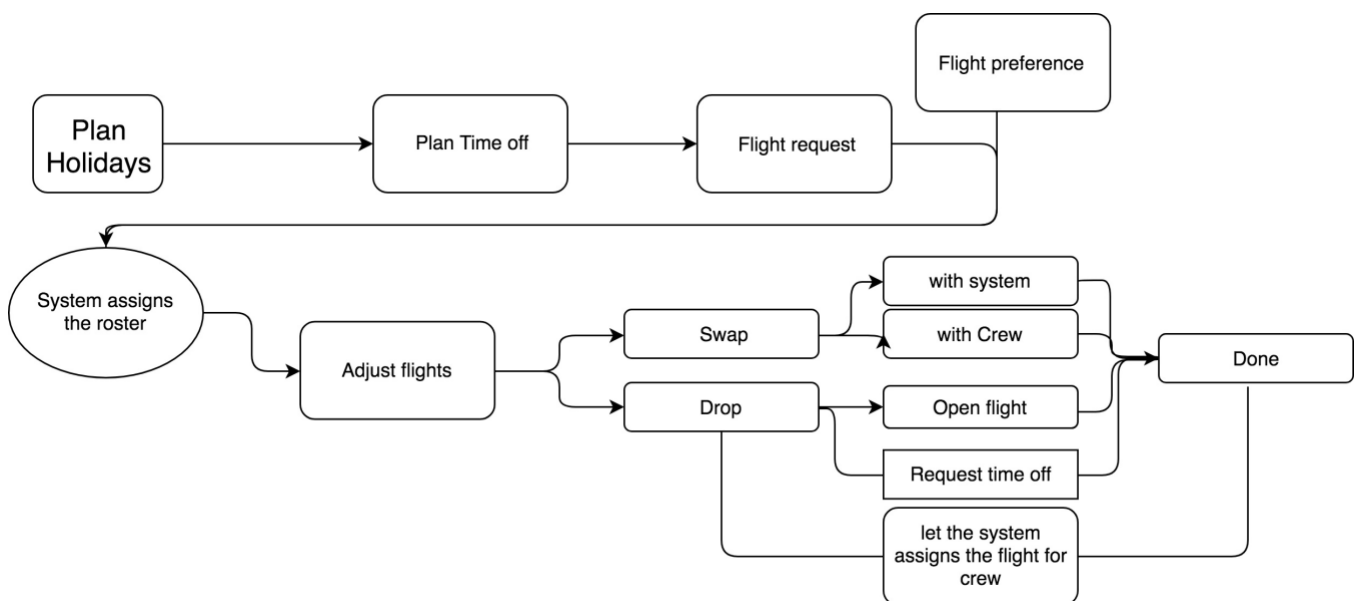 Flight preference
Plan
Holidays
Plan Time off
Flight request
System assigns
the roster
Adjust flights
Swap
Drop
with system
with Crew
Open flight
Request time off
let the system
assigns the flight for
crew
Done